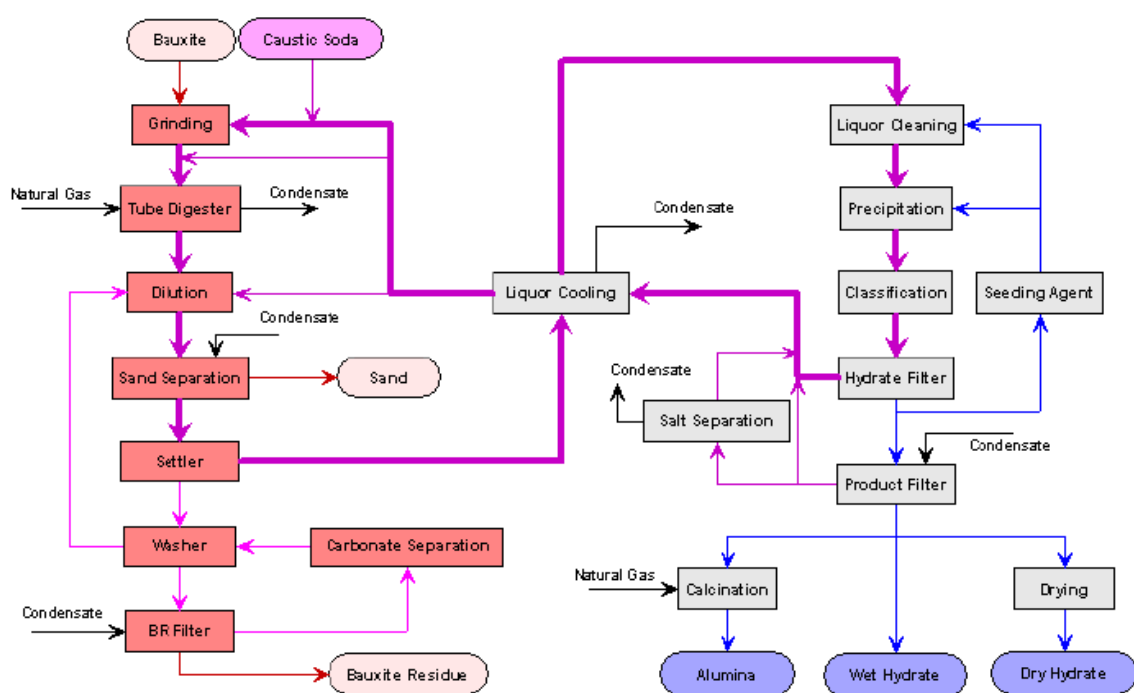 Bauxite
Caustic Soda
Grinding
Liquor Cleaning
Natural Gas
Condensate
Tube Digester
Condensate
Precipitation
Dilution
Liquor Cooling
Classification
Seeding Agent
Condensate
Sand Separation
Sand
Condensate
Hydrate Filter
Salt Separation
Condensate
Settler
Product Filter
Washer
Carbonate Separation
Natural Gas
Calcination
Drying
Condensate
BR Filter
Bauxite Residue
Alumina
Wet Hydrate
Dry Hydrate